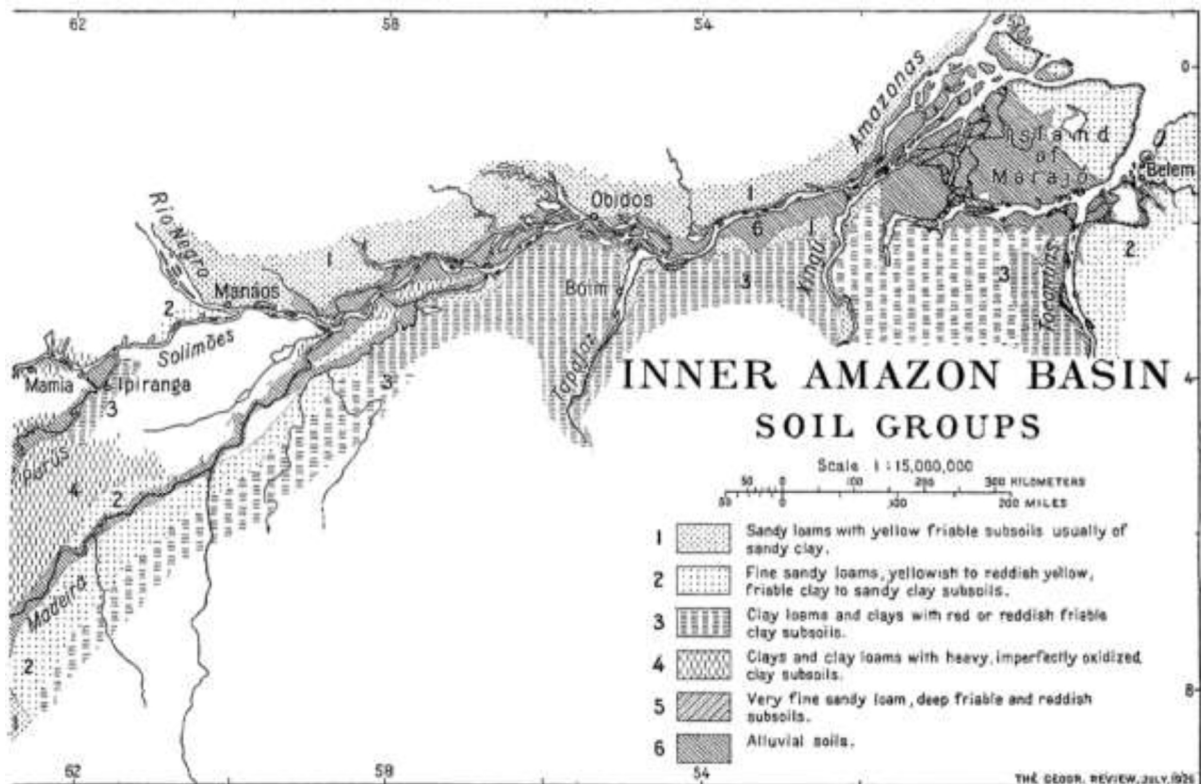 62
58
54
0
Amazonas
Island
of
Marajó
Belem
Obidos
1
6
1
Rio Negro
1
2
Manáos
Boim
3
Xingú
3
2
Tocantins
Solimões
Mamia
Ipiranga
3
3
Tapajoz
4
INNER AMAZON BASIN
SOIL GROUPS
Purús
4
2
Scale 1:15,000,000
50 0 100 200 300 KILOMETERS
50 0 100 200 MILES
1 Sandy loams with yellow friable subsoils usually of
sandy clay.
2 Fine sandy loams, yellowish to reddish yellow,
friable clay to sandy clay subsoils.
Madeira
3 Clay loams and clays with red or reddish friable
clay subsoils.
2
4 Clays and clay loams with heavy, imperfectly oxidized
clay subsoils.
8
5 Very fine sandy loam, deep friable and reddish
subsoils.
6 Alluvial soils.
62
58
54
THE GEOGR. REVIEW, JULY,